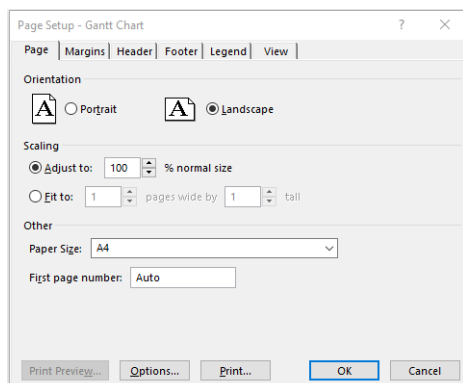 Page Setup - Gantt Chart ? ×
Page Margins Header Footer Legend View
Orientation
A Portrait A Landscape
Scaling
Adjust to: 100 % normal size
Fit to: 1 pages wide by 1 tall
Other
Paper Size: A4
First page number: Auto
Print Preview... Options... Print... OK Cancel